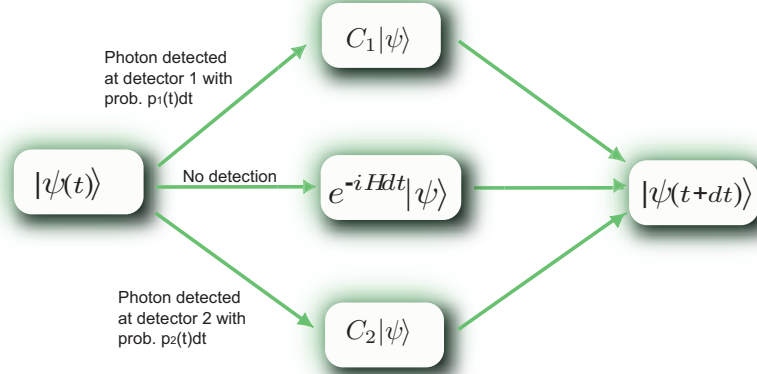 C₁|ψ⟩
Photon detected
at detector 1 with
prob. p₁(t)dt
|ψ(t)⟩
No detection
e^{-iHdt}|ψ⟩
|ψ(t+dt)⟩
Photon detected
at detector 2 with
prob. p₂(t)dt
C₂|ψ⟩